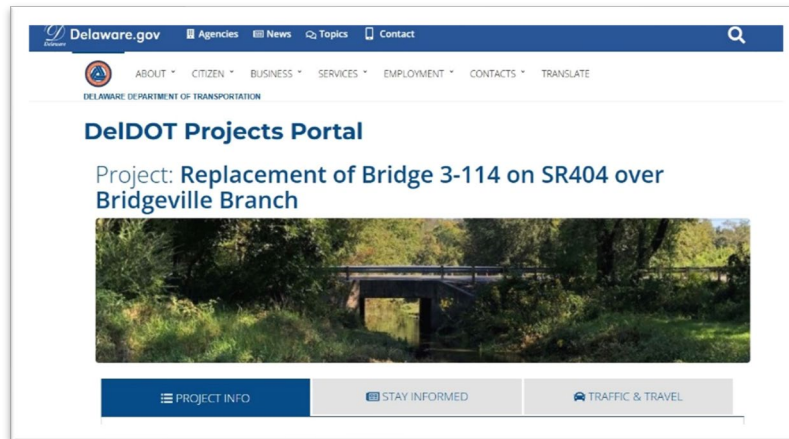 Delaware.gov Agencies News Topics Contact
Delaware
ABOUT CITIZEN BUSINESS SERVICES EMPLOYMENT CONTACTS TRANSLATE
DELAWARE DEPARTMENT OF TRANSPORTATION
DelDOT Projects Portal
Project: Replacement of Bridge 3-114 on SR404 over
Bridgeville Branch
PROJECT INFO STAY INFORMED TRAFFIC & TRAVEL